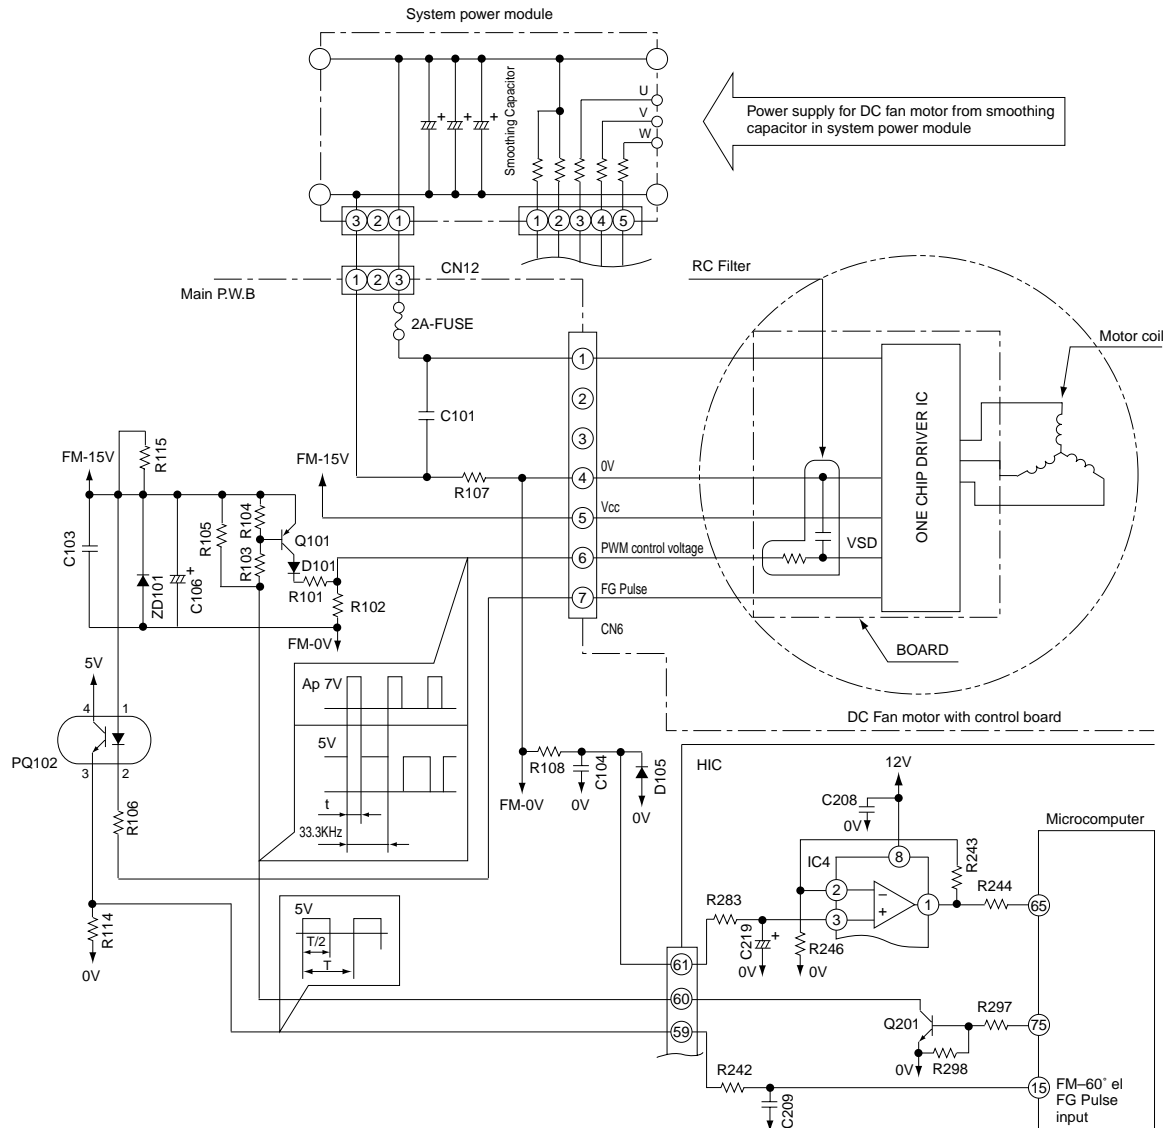 System power module
Smoothing Capacitor
+ + +
U
V
W
Power supply for DC fan motor from smoothing
capacitor in system power module
3 2 1
1 2 3 4 5
CN12
1 2 3
Main P.W.B
2A-FUSE
RC Filter
Motor coil
1
2
3
C101
ONE CHIP DRIVER IC
R115
FM-15V
FM-15V
R107
4
0V
5
Vcc
R104
R105
Q101
C103
R103
D101
6
PWM control voltage
VSD
ZD101
C106
+
R101
R102
7
FG Pulse
CN6
FM-0V
BOARD
5V
Ap 7V
4 1
DC Fan motor with control board
PQ102
5V
3 2
R108
C104
D105
HIC
12V
t
FM-0V
0V
0V
C208
0V
Microcomputer
R106
33.3KHz
IC4
8
R243
2
–
1
R244
65
R283
3
+
5V
T/2
T
R114
C219
+
R246
0V
0V
0V
61
60
Q201
R297
75
59
0V
R298
R242
15
FM–60˚ el
FG Pulse
input
C209